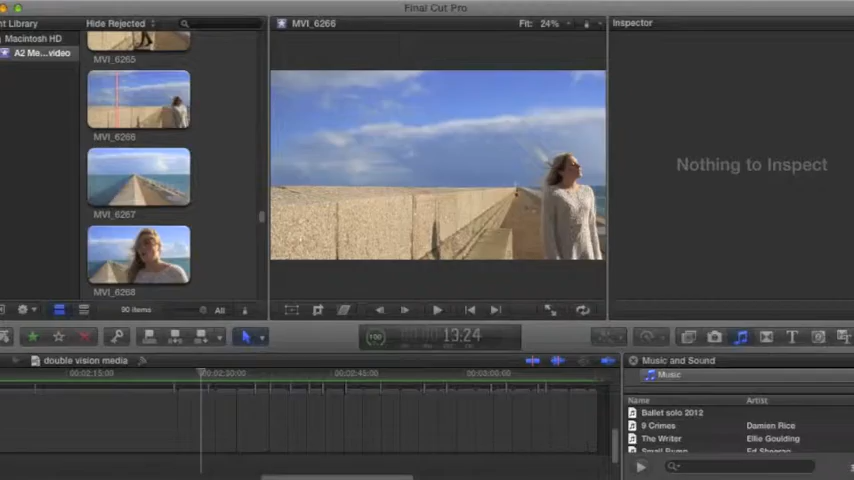 Final Cut Pro
nt Library
Hide Rejected
MVI_6266
Fit: 24%
Inspector
Macintosh HD
A2 Me...video
MVI_6265
MVI_6266
MVI_6267
MVI_6268
Nothing to Inspect
90 items
All
100
13:24
double vision media
Music and Sound
00:02:15:00
00:02:30:00
00:02:45:00
00:03:00:00
Music
Name
Artist
Ballet solo 2012
9 Crimes
Damien Rice
The Writer
Ellie Goulding
Small Bump
Ed Sheeran